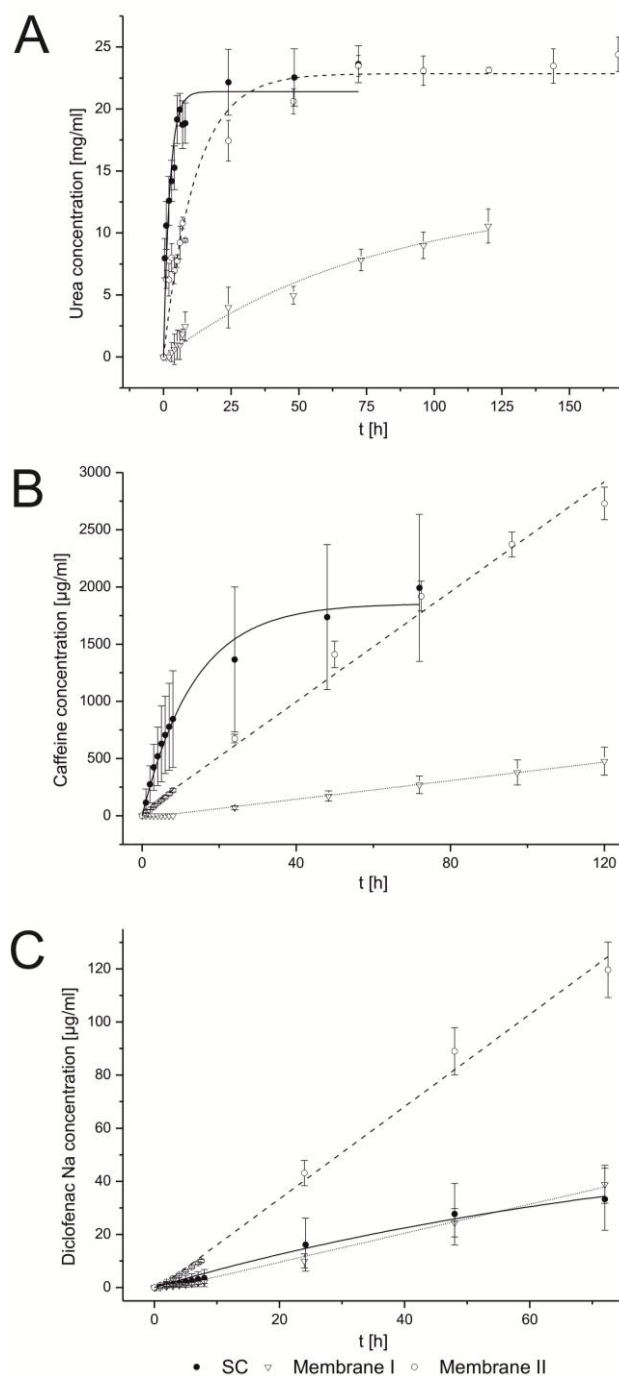 A
25
20
15
10
5
0
Urea concentration [mg/ml]
0 25 50 75 100 125 150
t [h]
B
3000
2500
2000
1500
1000
500
0
Caffeine concentration [µg/ml]
0 40 80 120
t [h]
C
120
100
80
60
40
20
0
Diclofenac Na concentration [µg/ml]
0 20 40 60
t [h]
SC Membrane I Membrane II